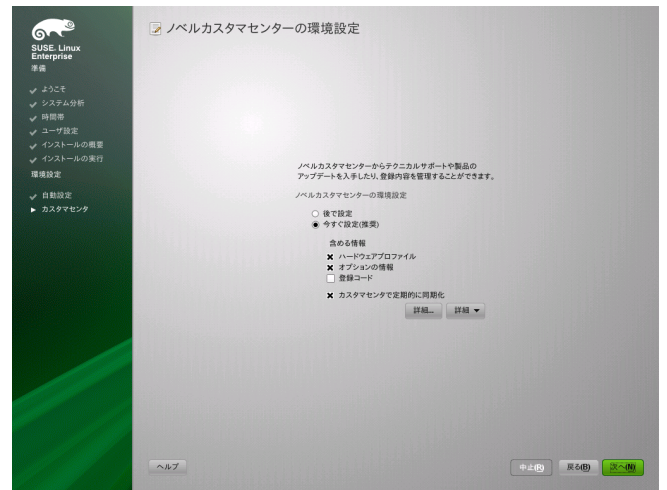 SUSE. Linux
Enterprise
準備
ようこそ
システム分析
時間帯
ユーザ設定
インストールの概要
インストールの実行
環境設定
自動設定
カスタマセンタ
ノベルカスタマセンターの環境設定
ノベルカスタマセンターからテクニカルサポートや製品の
アップデートを入手したり、登録内容を管理することができます。
ノベルカスタマセンターの環境設定
後で設定
今すぐ設定(推奨)
含める情報
ハードウェアプロファイル
オプションの情報
登録コード
カスタマセンタで定期的に同期化
詳細... 詳細
ヘルプ 中止(R) 戻る(B) 次へ(N)